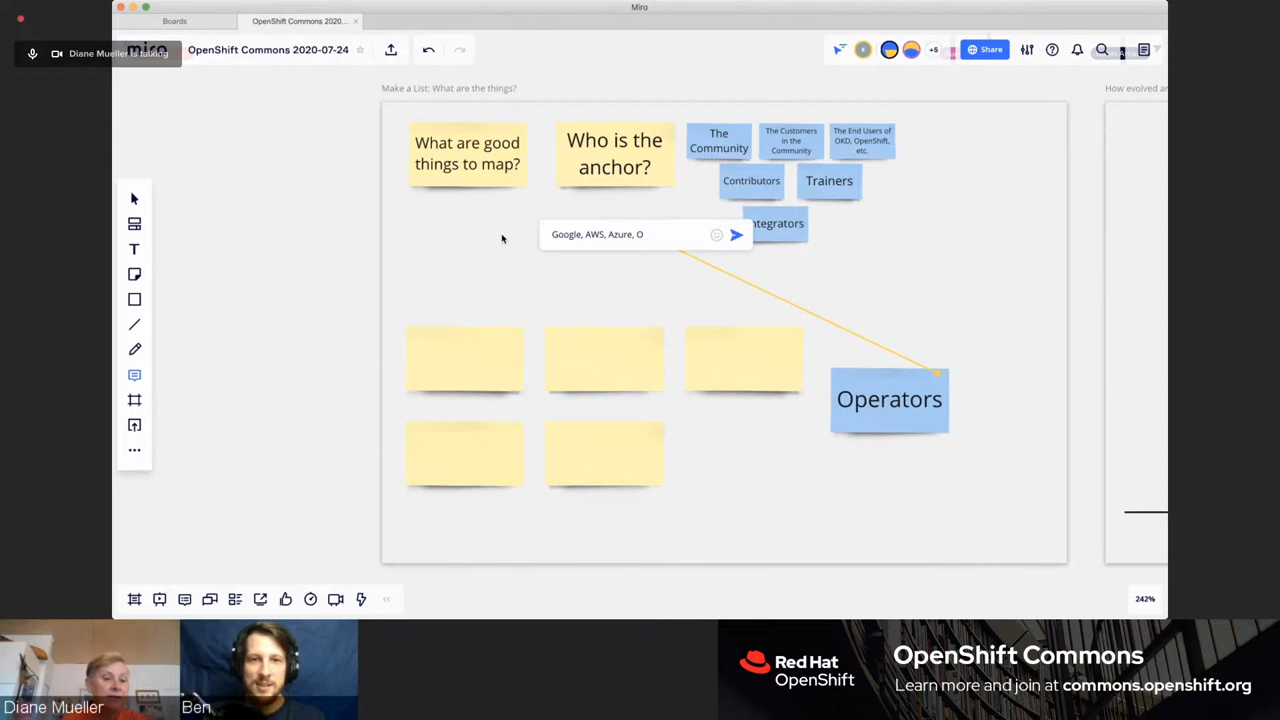 Miro
Boards
OpenShift Commons 2020...
Diane Mueller is talking
OpenShift Commons 2020-07-24
+5
Share
Make a List: What are the things?
How evolved ar
What are good
things to map?
Who is the
anchor?
The
Community
The Customers
in the
Community
The End Users of
OKD, OpenShift,
etc.
Contributors
Trainers
Google, AWS, Azure, O
ntegrators
Operators
242%
Diane Mueller
Ben
Red Hat
OpenShift
OpenShift Commons
Learn more and join at commons.openshift.org